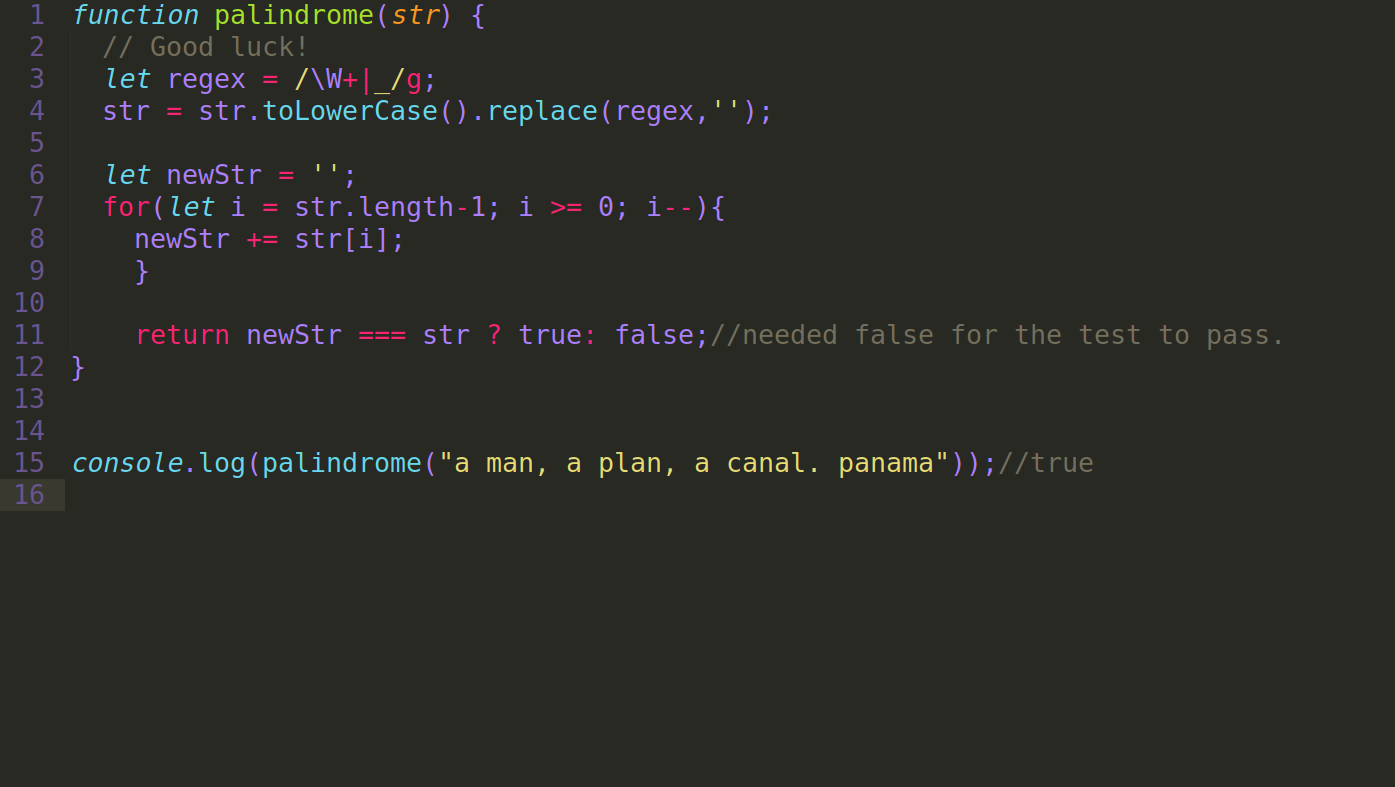 1 function palindrome(str) {
2   // Good luck!
3   let regex = /\W+|_/g;
4   str = str.toLowerCase().replace(regex,'');
5
6   let newStr = '';
7   for(let i = str.length-1; i >= 0; i--){
8     newStr += str[i];
9     }
10
11     return newStr === str ? true: false;//needed false for the test to pass.
12 }
13
14
15 console.log(palindrome("a man, a plan, a canal. panama"));//true
16